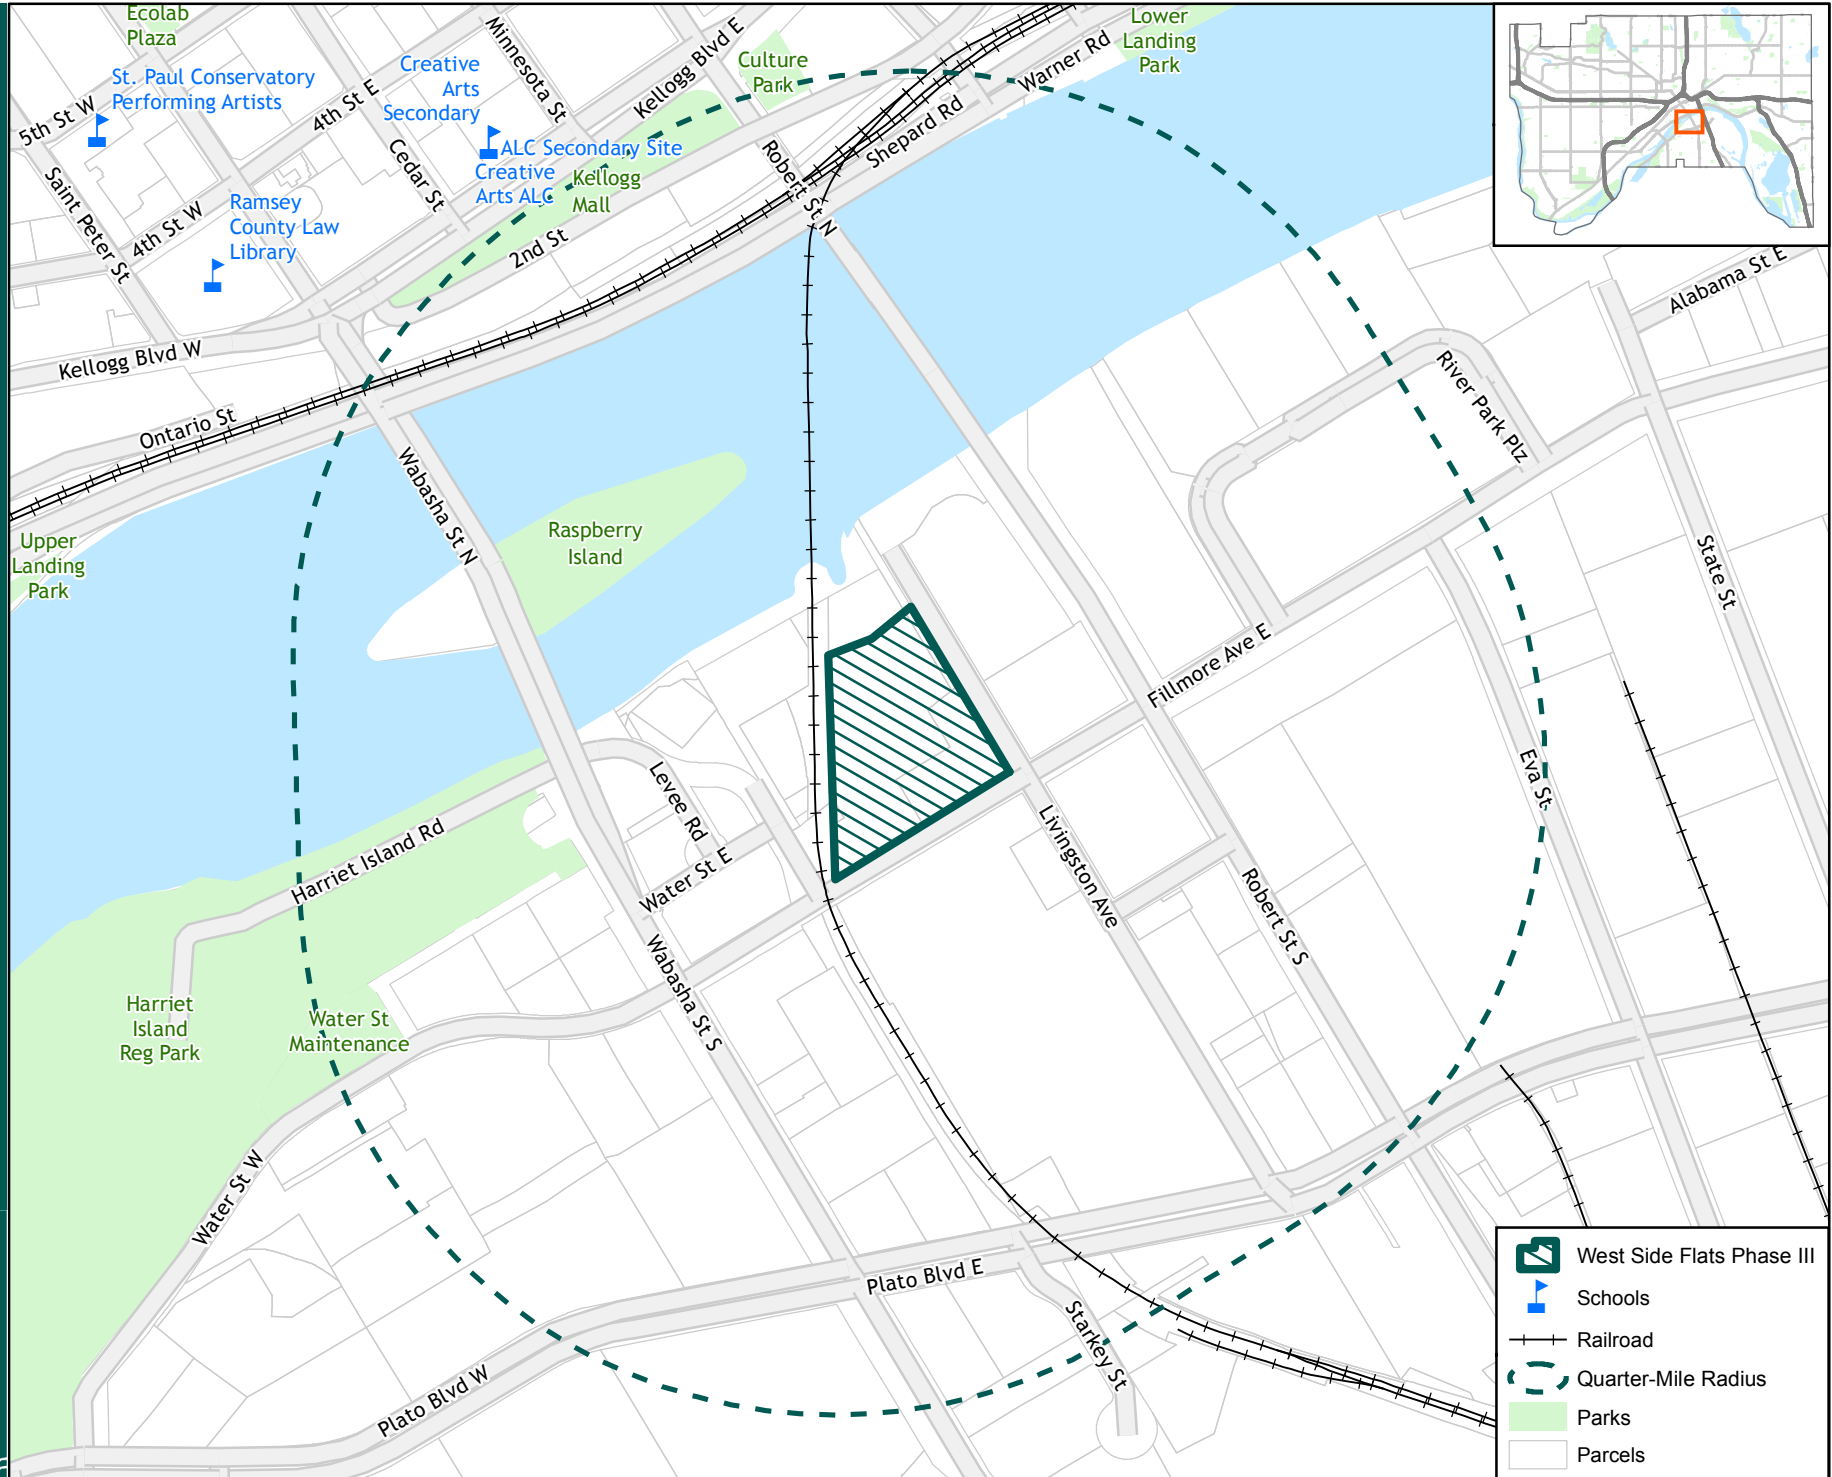 Ecolab
Plaza
St. Paul Conservatory
Performing Artists
5th St W
4th St E
Minnesota St
Creative
Arts
Secondary
Kellogg Blvd E
Culture
Park
Lower
Landing
Park
Warner Rd
Shepard Rd
Cedar St
ALC Secondary Site
Creative
Arts ALC
Kellogg
Mall
Robert St N
Saint Peter St
4th St W
Ramsey
County Law
Library
2nd St
Kellogg Blvd W
Ontario St
Wabasha St N
Alabama St E
River Park Plz
Upper
Landing
Park
Raspberry
Island
State St
Fillmore Ave E
Eva St
Levee Rd
Harriet Island Rd
Water St E
Livingston Ave
Robert St S
Wabasha St S
Harriet
Island
Reg Park
Water St
Maintenance
Water St W
Plato Blvd E
Starkey St
Plato Blvd W
West Side Flats Phase III
Schools
Railroad
Quarter-Mile Radius
Parks
Parcels